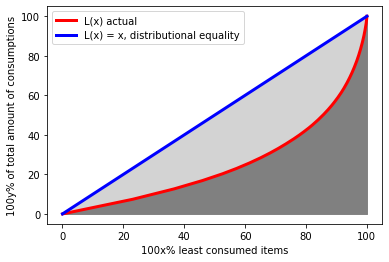 L(x) actual
L(x) = x, distributional equality
100y% of total amount of consumptions
100
80
60
40
20
0
0 20 40 60 80 100
100x% least consumed items